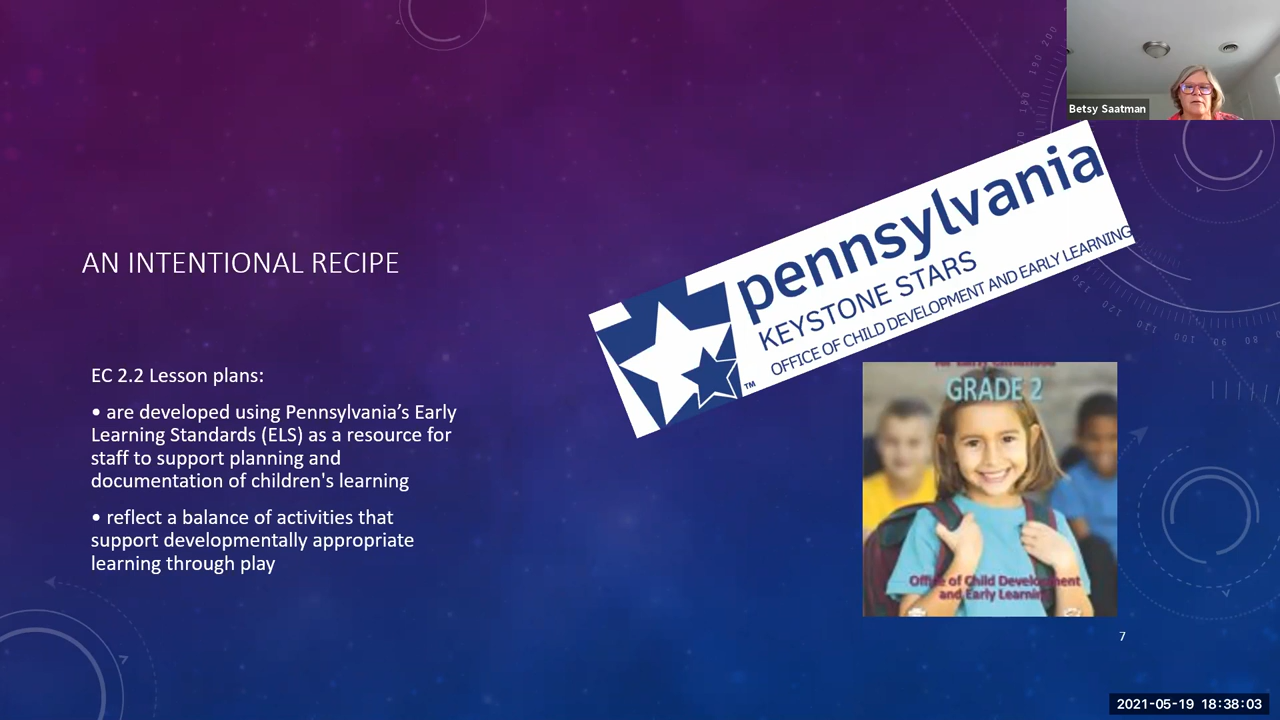 Betsy Saatman
pennsylvania
KEYSTONE STARS
OFFICE OF CHILD DEVELOPMENT AND EARLY LEARNING
TM
AN INTENTIONAL RECIPE
EC 2.2 Lesson plans:
• are developed using Pennsylvania’s Early
Learning Standards (ELS) as a resource for
staff to support planning and
documentation of children's learning
• reflect a balance of activities that
support developmentally appropriate
learning through play
for Early Childhood
GRADE 2
Office of Child Development
and Early Learning
7
2021-05-19 18:38:03